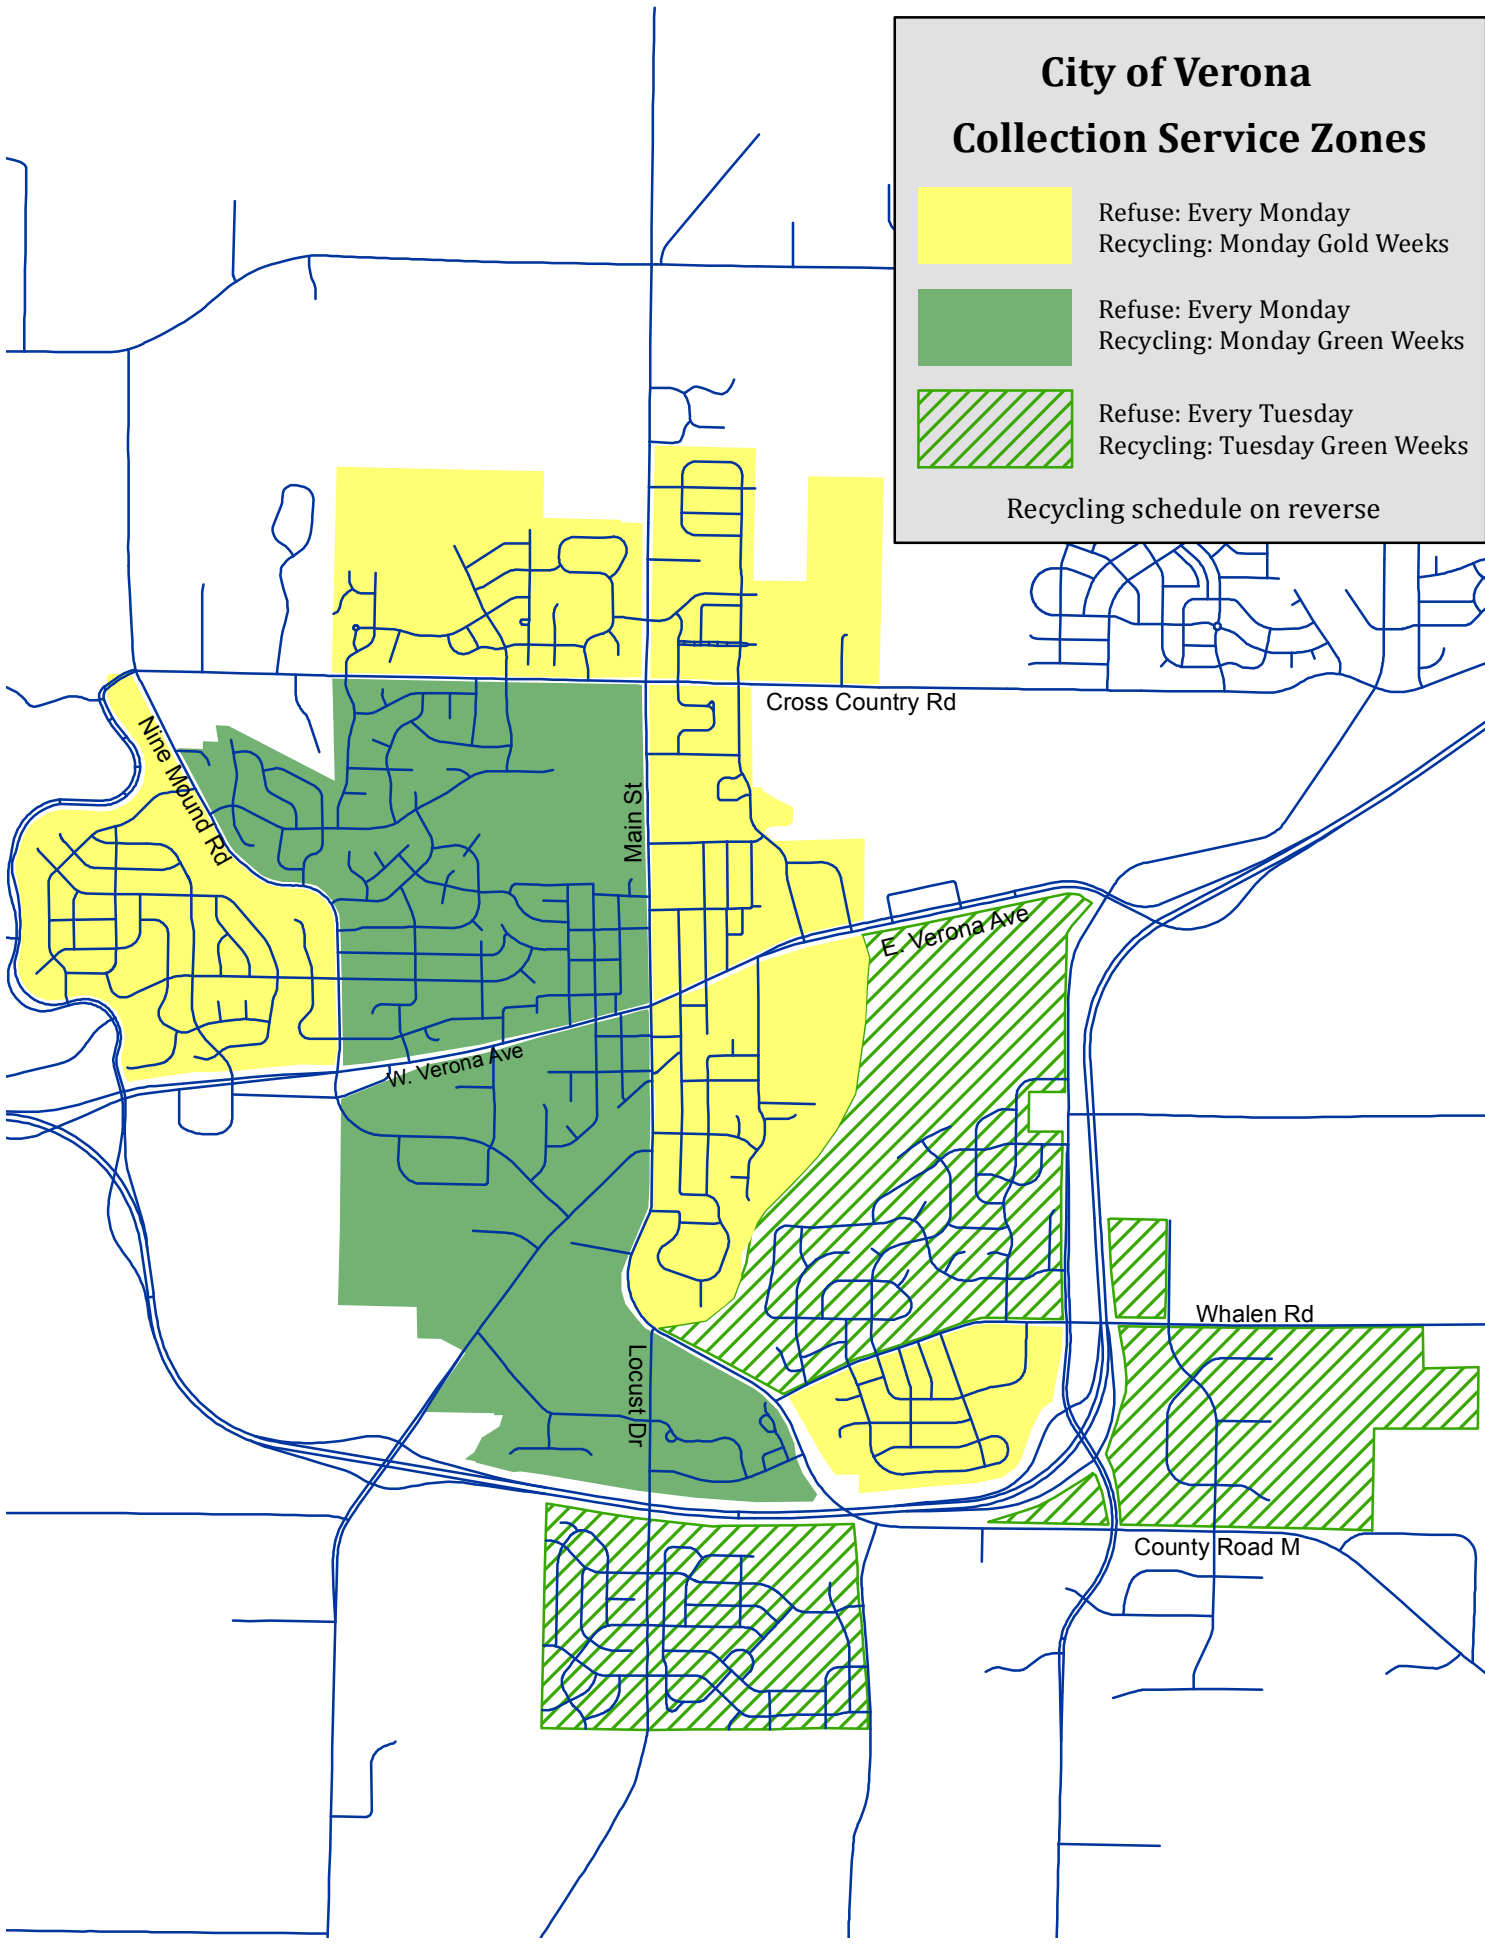 City of Verona
Collection Service Zones
Refuse: Every Monday
Recycling: Monday Gold Weeks
Refuse: Every Monday
Recycling: Monday Green Weeks
Refuse: Every Tuesday
Recycling: Tuesday Green Weeks
Recycling schedule on reverse
Cross Country Rd
Nine Mound Rd
Main St
E. Verona Ave
W. Verona Ave
Whalen Rd
Locust Dr
County Road M